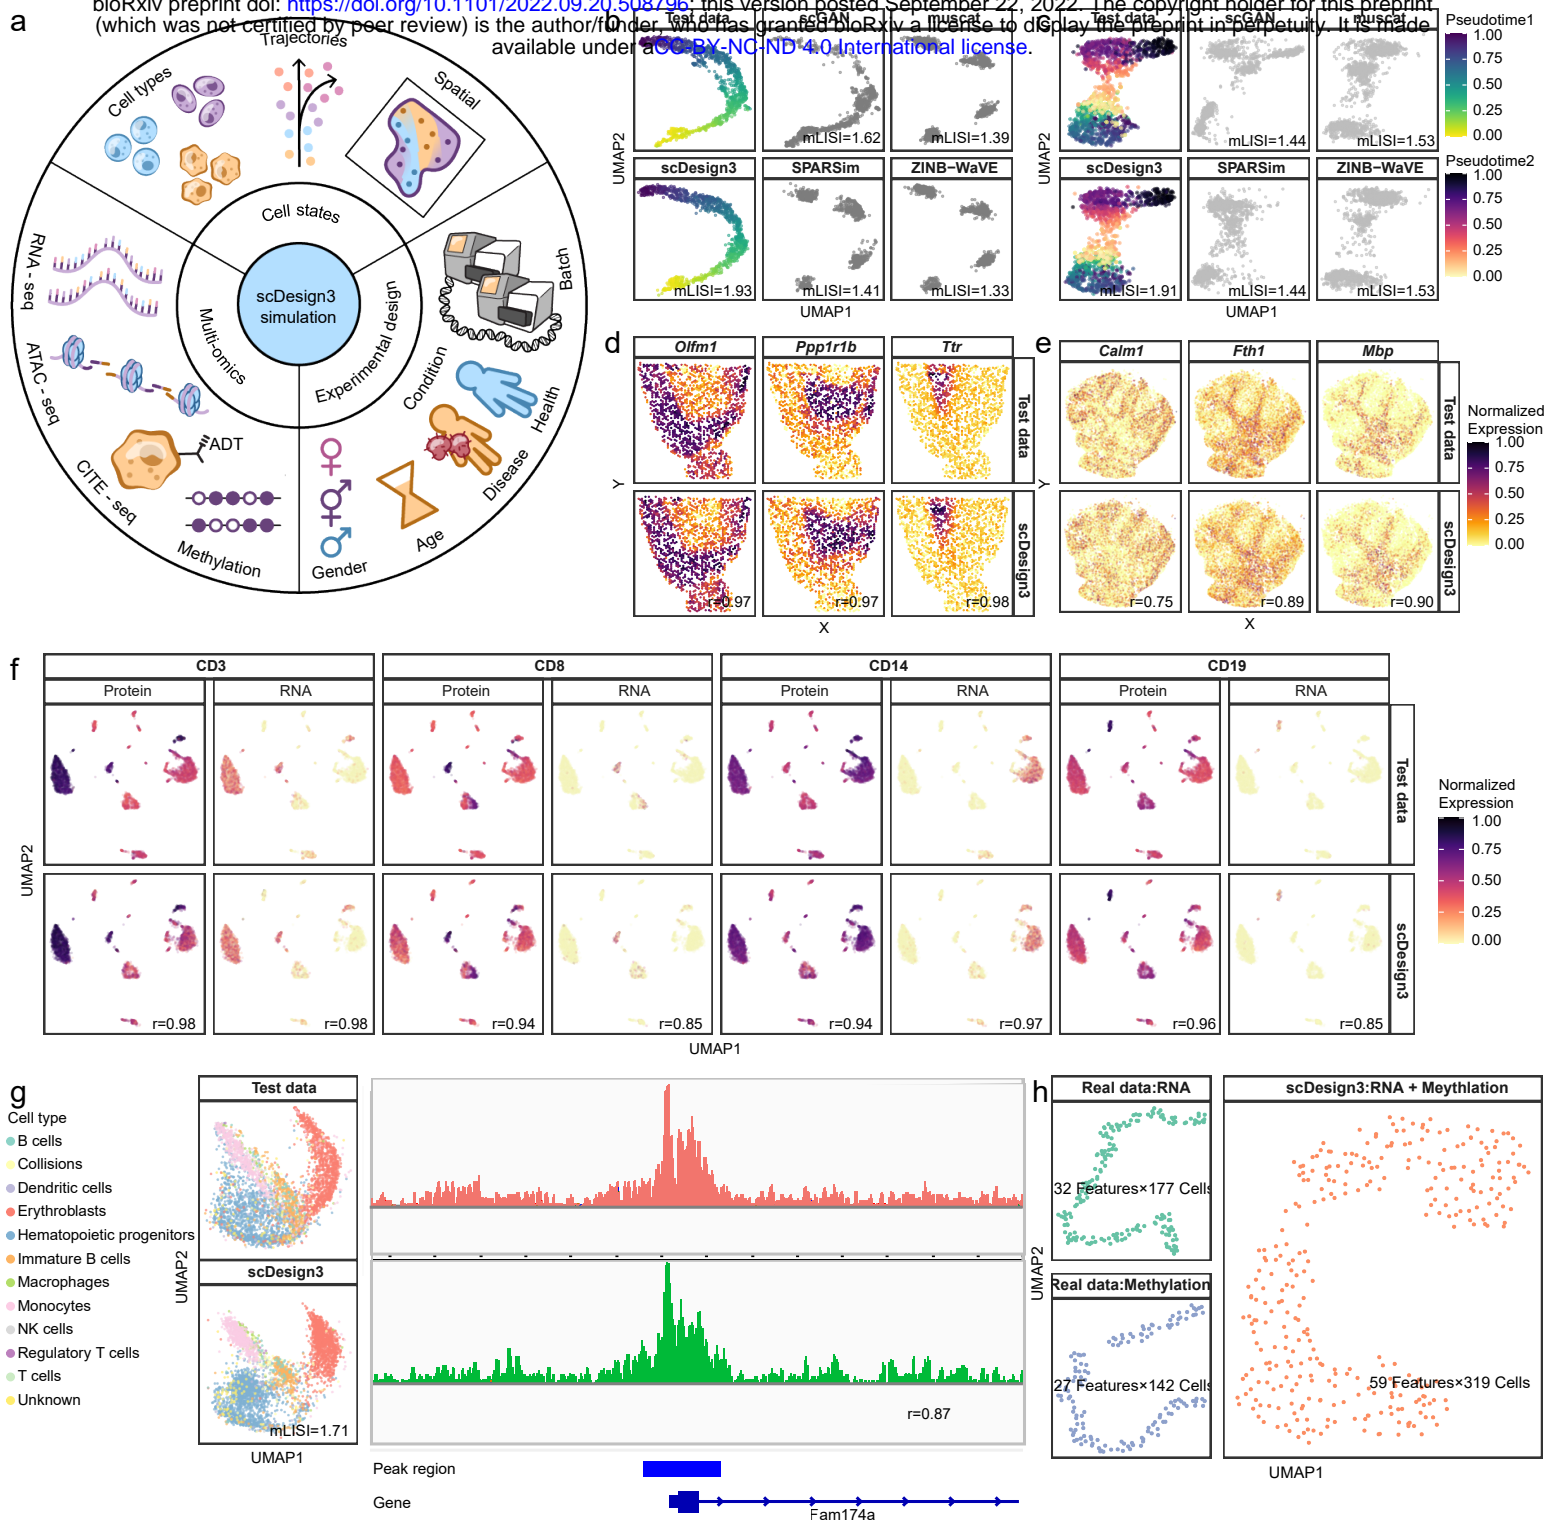 bioRxiv preprint doi: https://doi.org/10.1101/2022.09.20.508796; this version posted September 22, 2022. The copyright holder for this preprint
(which was not certified by peer review) is the author/funder, who has granted bioRxiv a license to display the preprint in perpetuity. It is made
available under aCC-BY-NC-ND 4.0 International license.
a
Trajectories
Cell types
Spatial
Cell states
RNA - seq
Batch
scDesign3
simulation
Multi-omics
Experimental design
ATAC - seq
Condition
Health
ADT
CITE - seq
Disease
Methylation
Gender
Age
b
Test data
scGAN
muscat
mLISI=1.62
mLISI=1.39
scDesign3
SPARSim
ZINB−WaVE
mLISI=1.93
mLISI=1.41
mLISI=1.33
UMAP2
UMAP1
c
Test data
scGAN
muscat
mLISI=1.44
mLISI=1.53
scDesign3
SPARSim
ZINB−WaVE
mLISI=1.91
mLISI=1.44
mLISI=1.53
UMAP2
UMAP1
Pseudotime1
1.00
0.75
0.50
0.25
0.00
Pseudotime2
1.00
0.75
0.50
0.25
0.00
d
Olfm1
Ppp1r1b
Ttr
Test data
scDesign3
r=0.97
r=0.97
r=0.98
Y
X
e
Calm1
Fth1
Mbp
Test data
scDesign3
r=0.75
r=0.89
r=0.90
Y
X
Normalized
Expression
1.00
0.75
0.50
0.25
0.00
f
CD3
CD8
CD14
CD19
Protein
RNA
Protein
RNA
Protein
RNA
Protein
RNA
Test data
scDesign3
r=0.98
r=0.98
r=0.94
r=0.85
r=0.94
r=0.97
r=0.96
r=0.85
UMAP2
UMAP1
Normalized
Expression
1.00
0.75
0.50
0.25
0.00
g
Cell type
B cells
Collisions
Dendritic cells
Erythroblasts
Hematopoietic progenitors
Immature B cells
Macrophages
Monocytes
NK cells
Regulatory T cells
T cells
Unknown
Test data
scDesign3
mLISI=1.71
UMAP2
UMAP1
r=0.87
Peak region
Gene
Fam174a
h
Real data:RNA
32 Features×177 Cells
Real data:Methylation
27 Features×142 Cells
scDesign3:RNA + Meythlation
59 Features×319 Cells
UMAP2
UMAP1